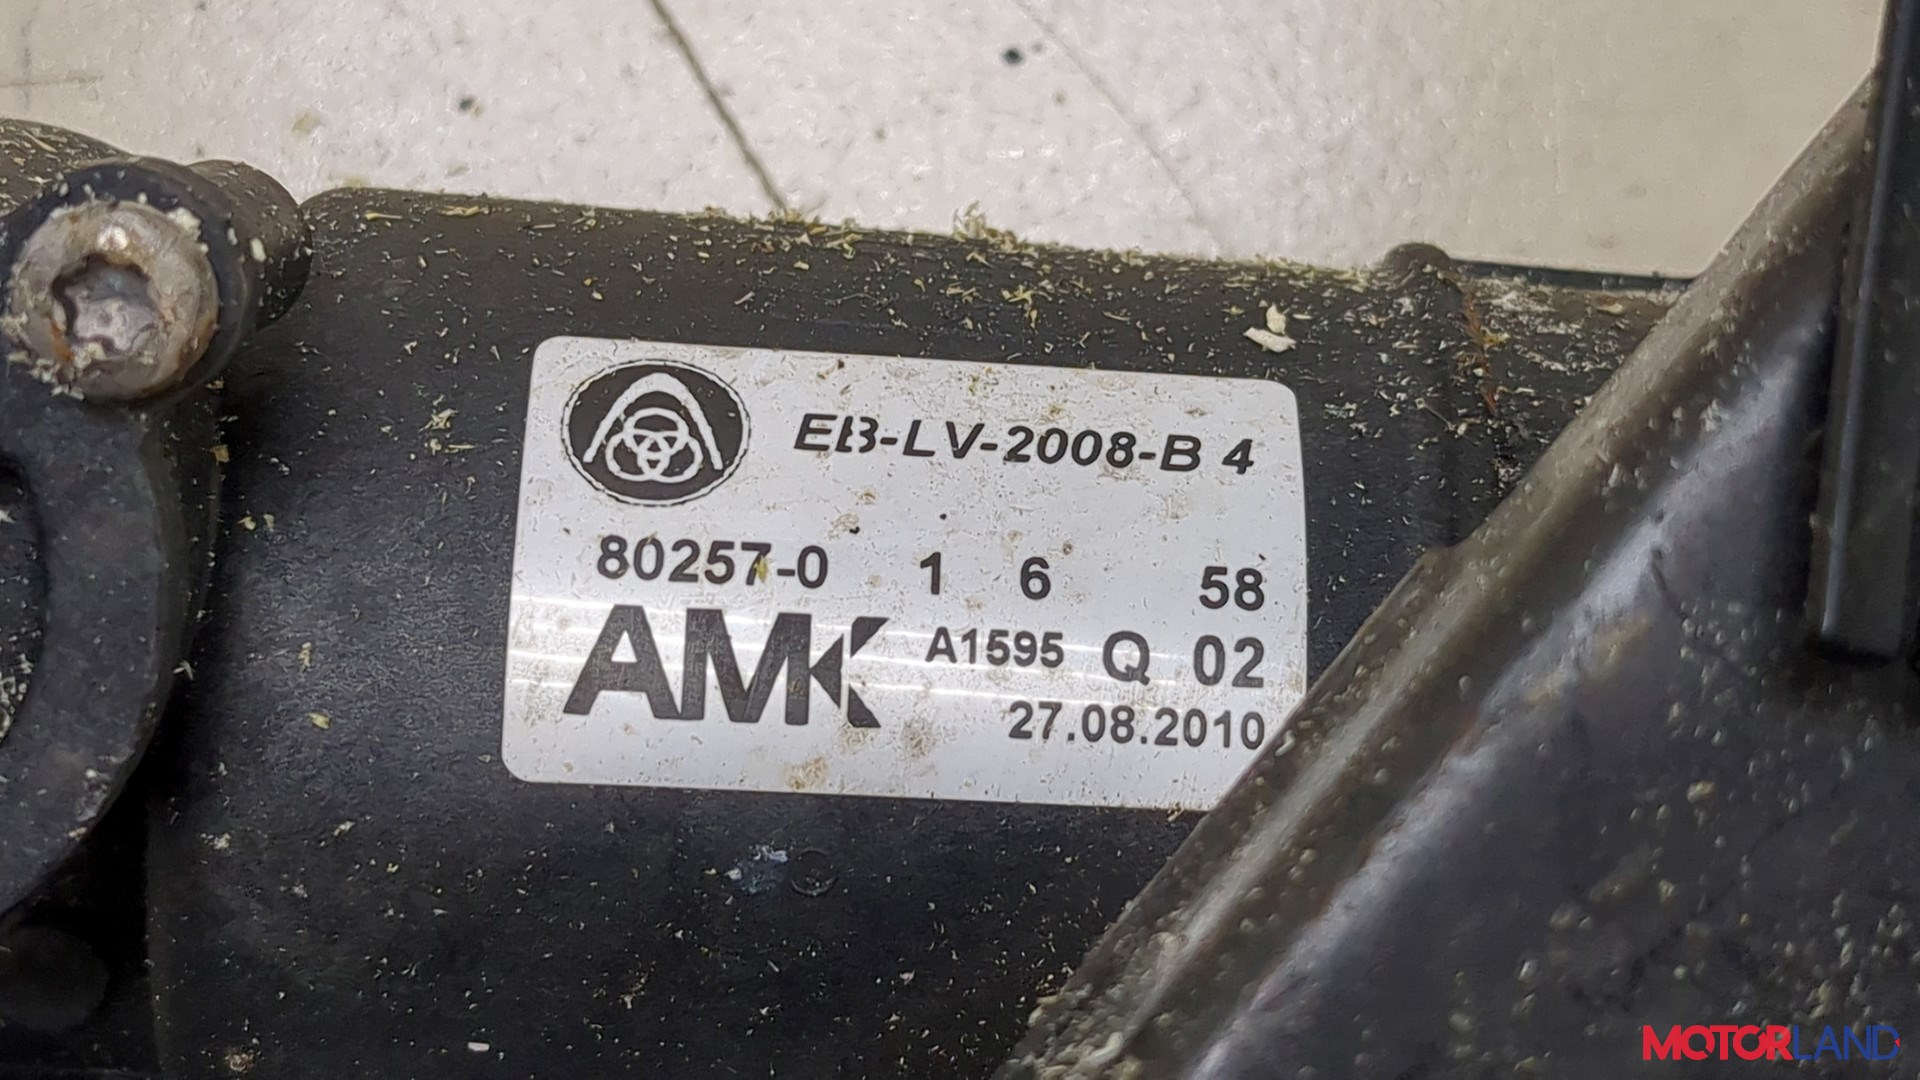 EB-LV-2008-B 4
80257-0 1 6 58
AMK A1595 Q 02
27.08.2010
MOTORLAND